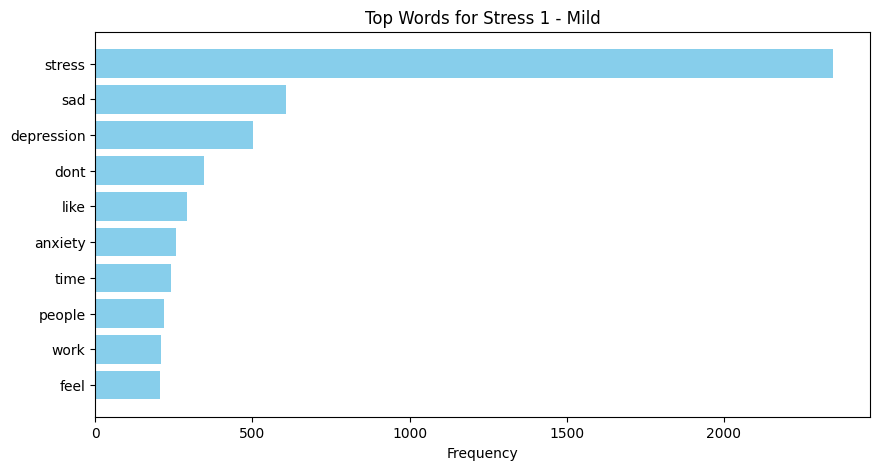 Top Words for Stress 1 - Mild
stress
sad
depression
dont
like
anxiety
time
people
work
feel
0 500 1000 1500 2000
Frequency